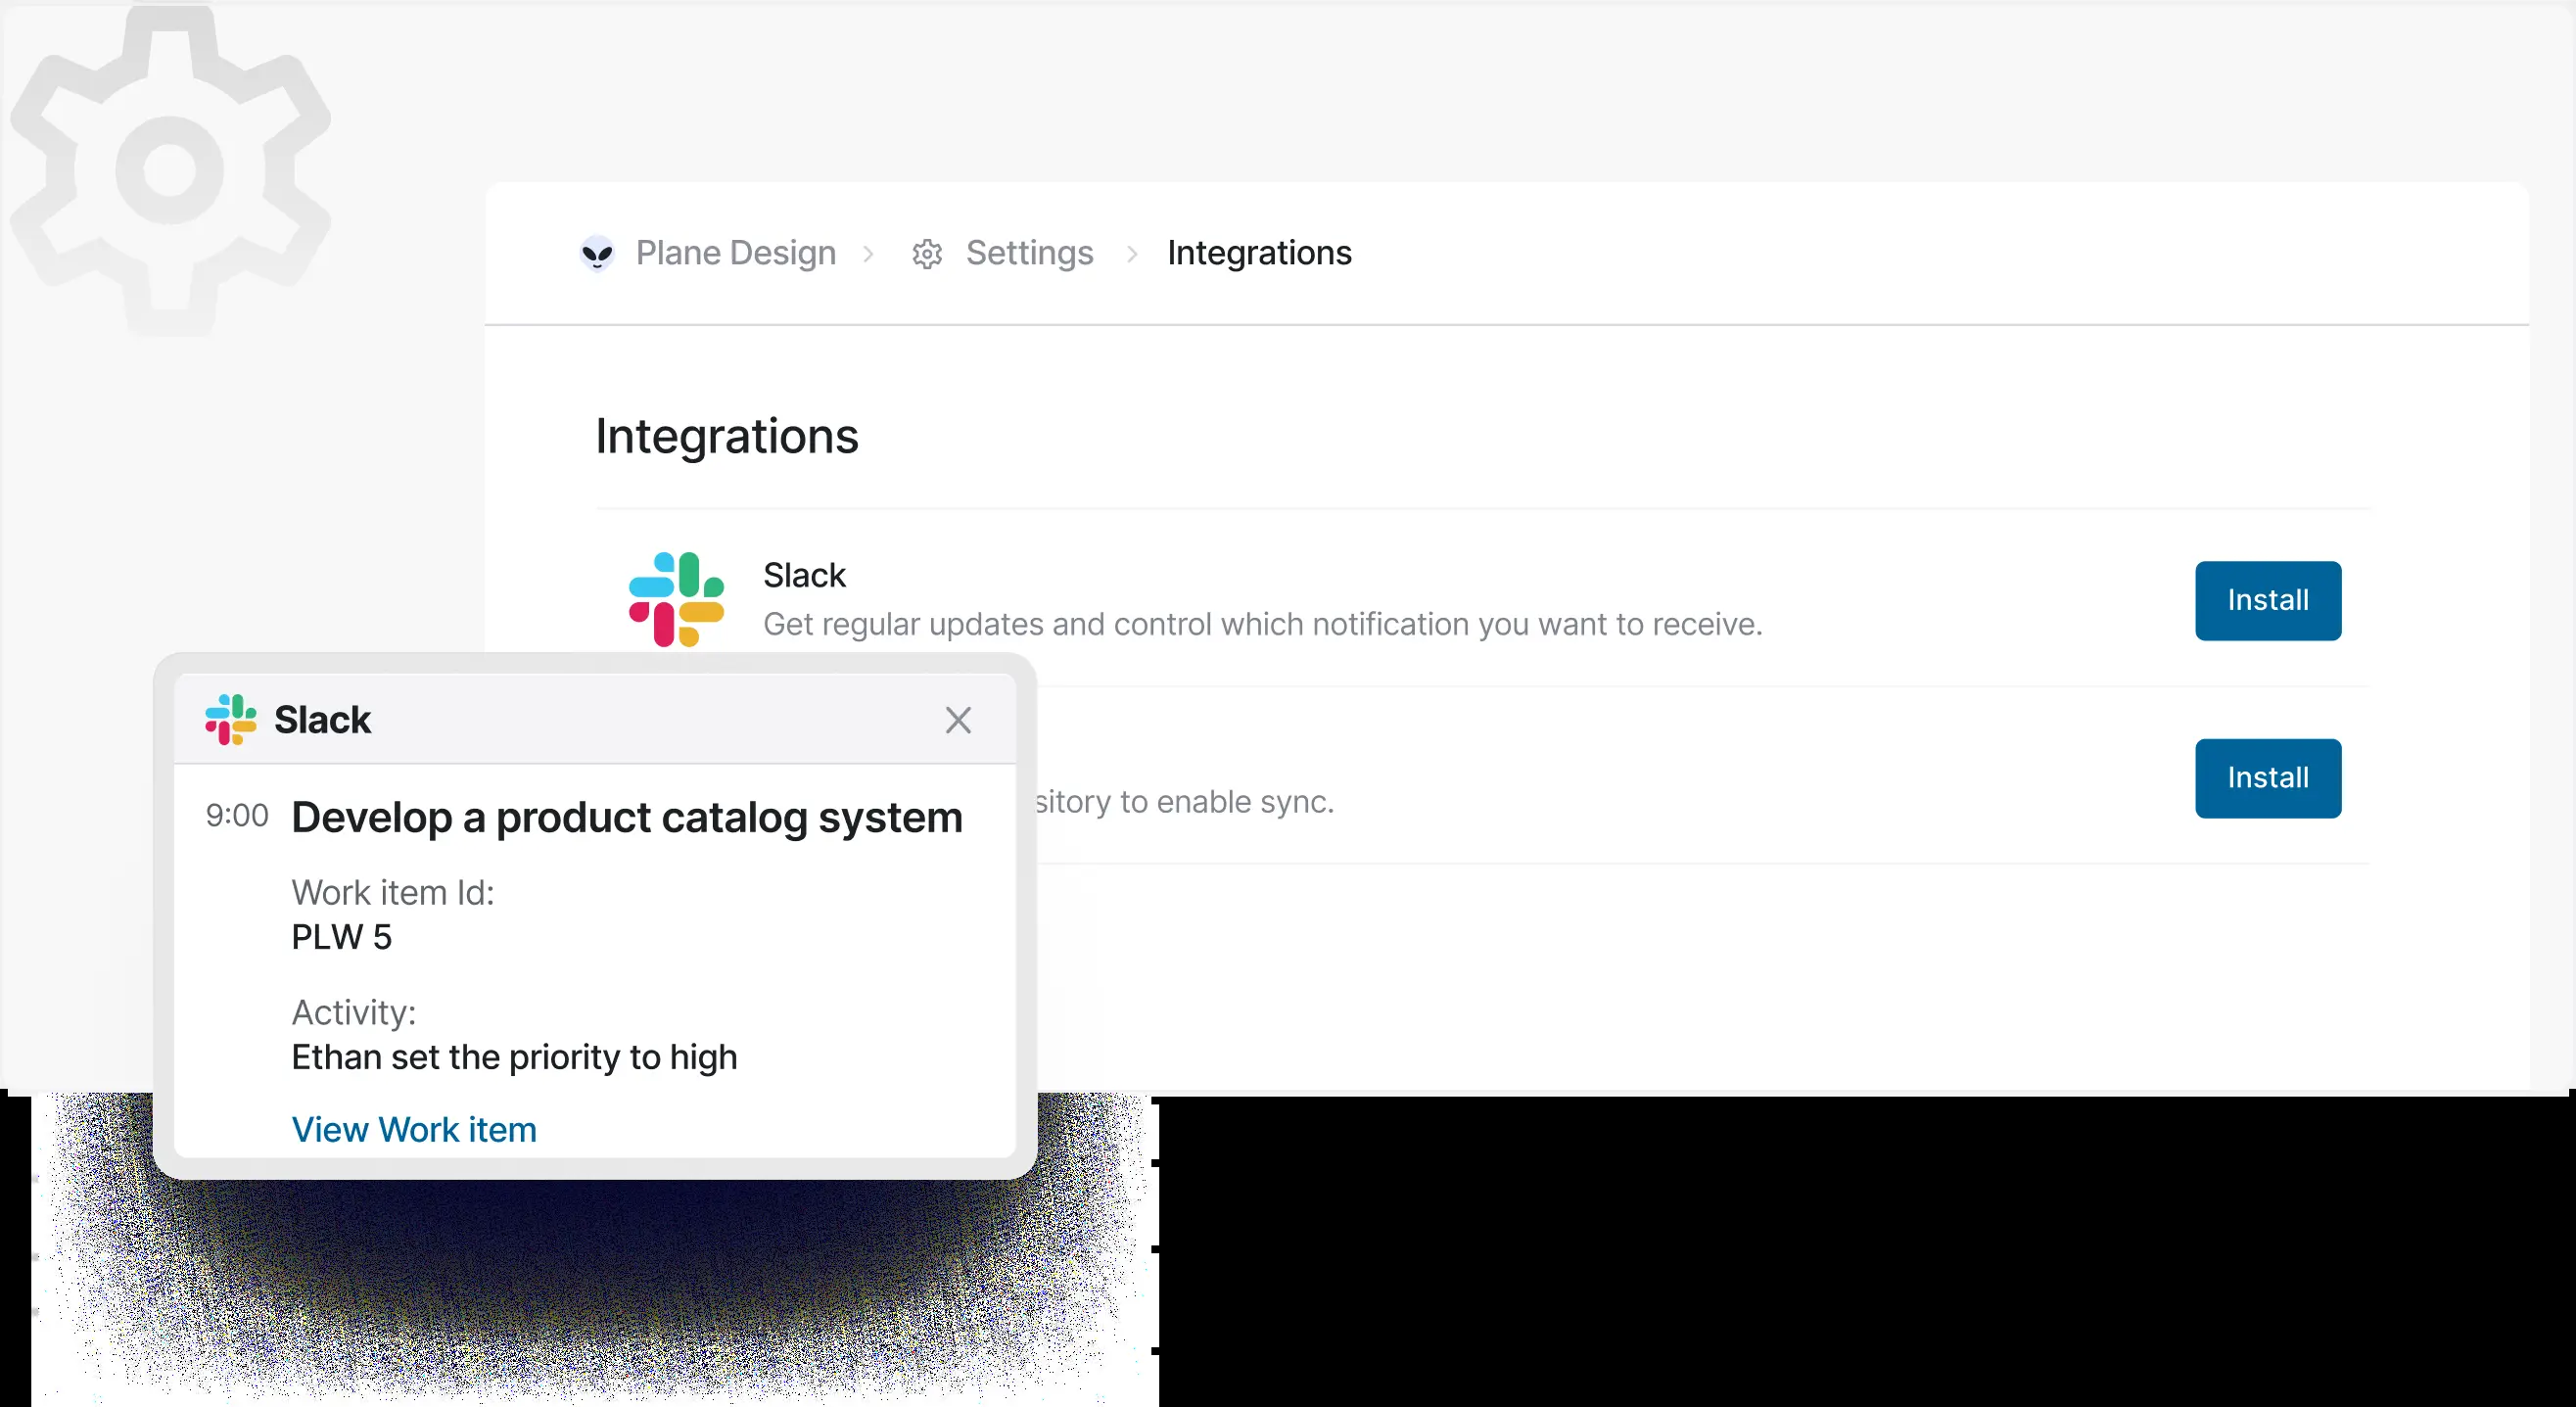 Plane Design > Settings > Integrations
Integrations
Slack
Get regular updates and control which notification you want to receive.
Install
to enable sync.
Install
Slack
9:00 Develop a product catalog system
Work item Id:
PLW 5
Activity:
Ethan set the priority to high
View Work item